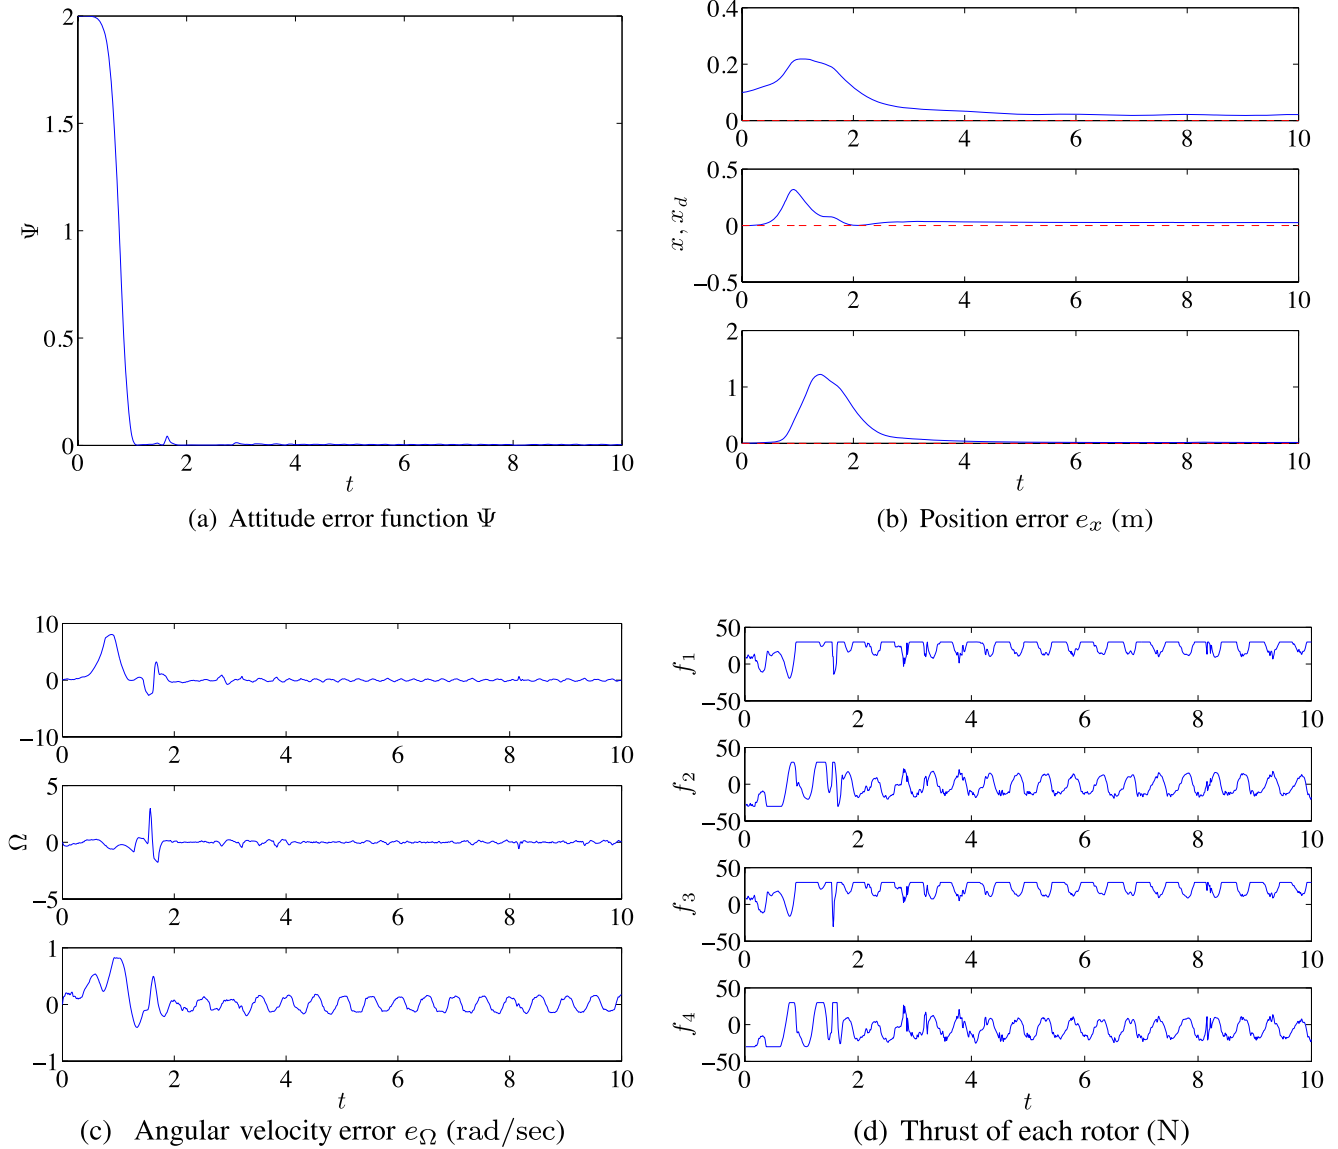 2
1.5
1
0.5
0
Ψ
0 2 4 6 8 10
t
(a) Attitude error function Ψ
0.4
0.2
0
0 2 4 6 8 10
0.5
0
−0.5
x, x_d
0 2 4 6 8 10
2
1
0
0 2 4 6 8 10
t
(b) Position error e_x (m)
10
0
−10
0 2 4 6 8 10
5
0
−5
Ω
0 2 4 6 8 10
1
0
−1
0 2 4 6 8 10
t
(c) Angular velocity error e_Ω (rad/sec)
50
0
−50
f_1
0 2 4 6 8 10
50
0
−50
f_2
0 2 4 6 8 10
50
0
−50
f_3
0 2 4 6 8 10
50
0
−50
f_4
0 2 4 6 8 10
(d) Thrust of each rotor (N)